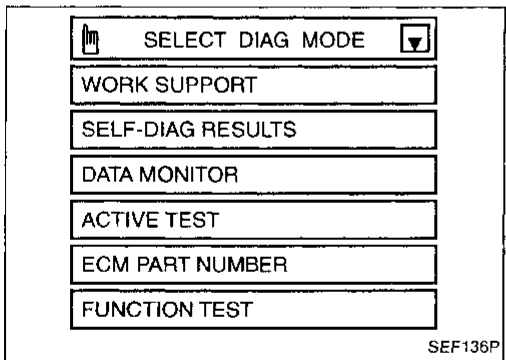 SELECT DIAG MODE
WORK SUPPORT
SELF-DIAG RESULTS
DATA MONITOR
ACTIVE TEST
ECM PART NUMBER
FUNCTION TEST
SEF136P